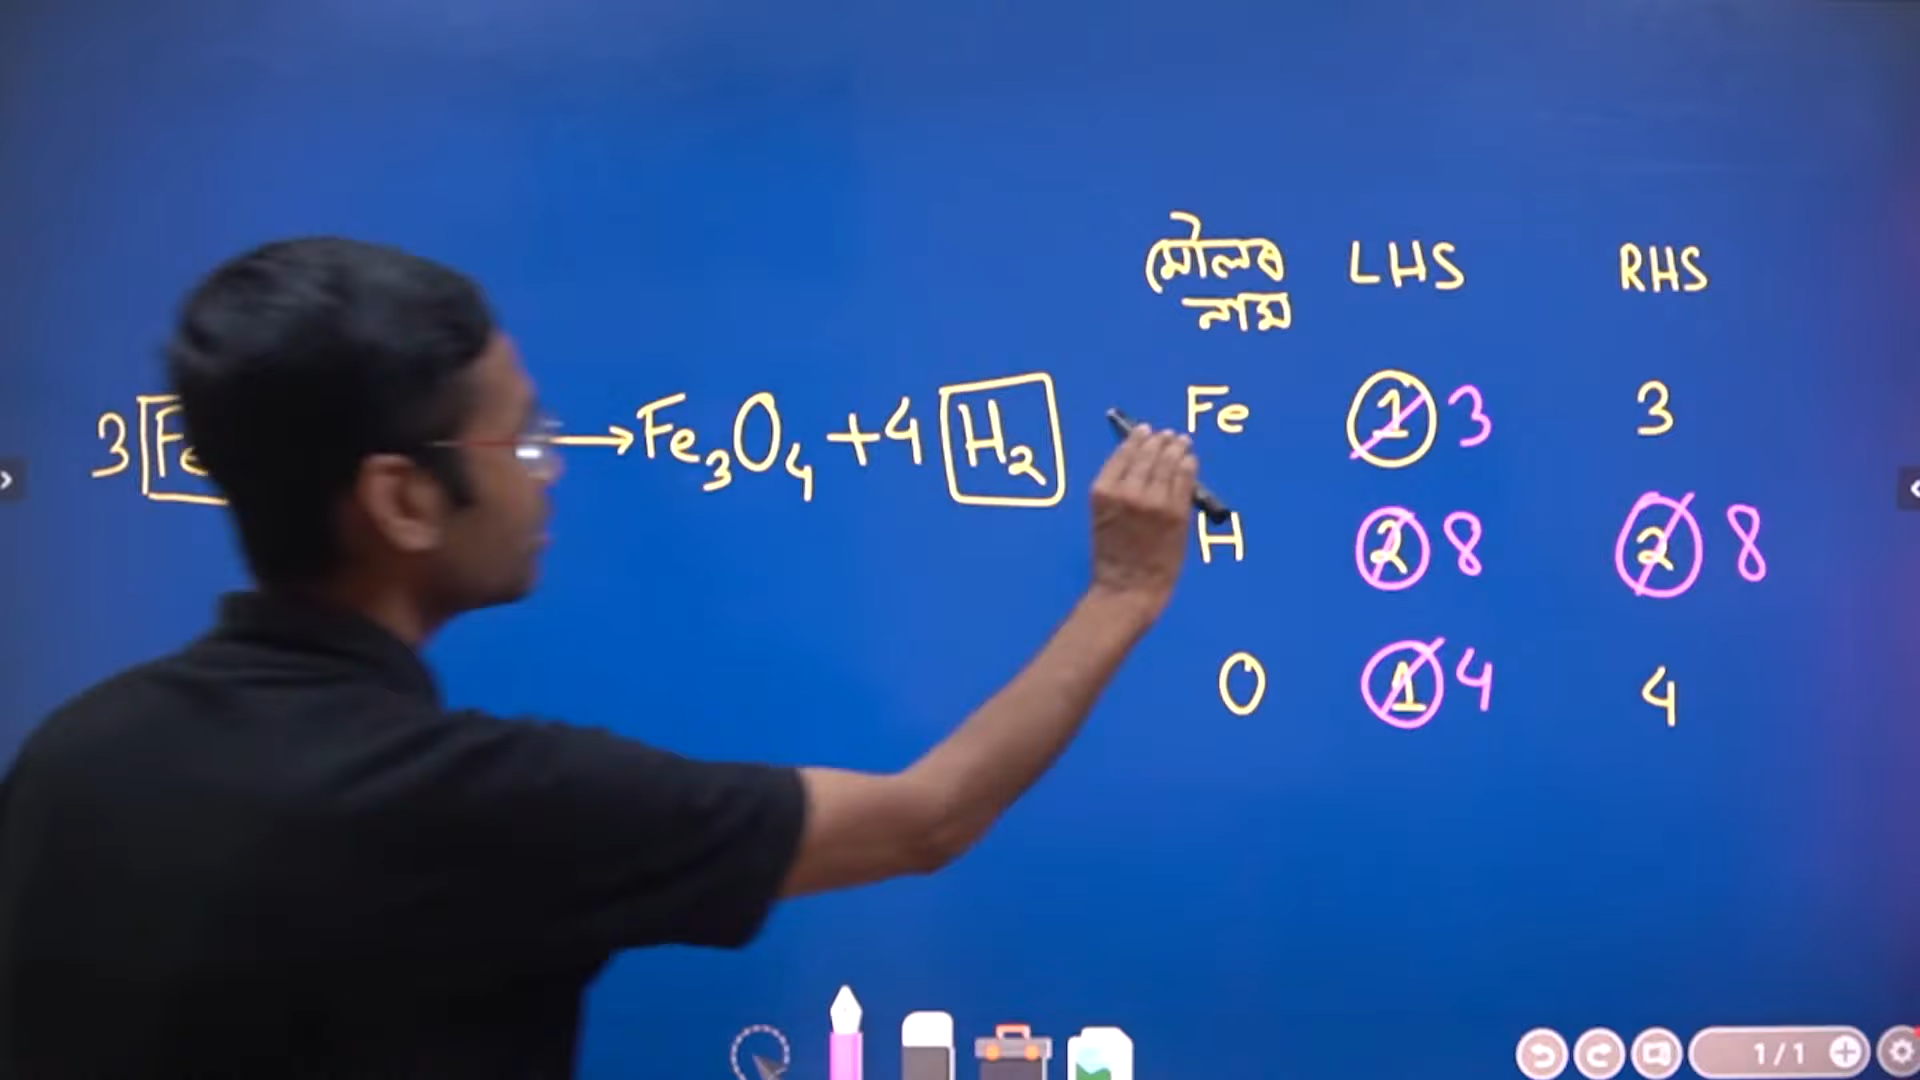 মৌলৰ নাম LHS RHS
3 Fe → Fe₃O₄ + 4 H₂
Fe 1 3 3
H 2 8 2 8
O 1 4 4
1/1